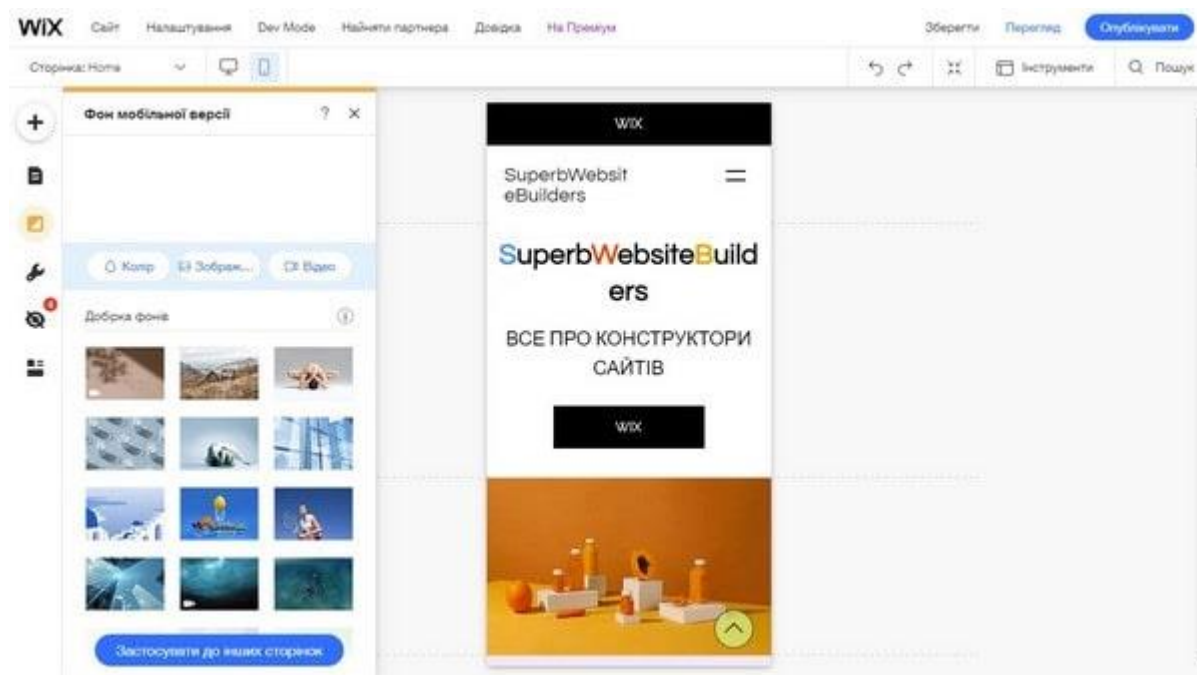 WIX Сайт Налаштування Dev Mode Найняти партнера Довідка На Преміум Зберегти Перегляд Опублікувати
Сторінка: Home Інструменти Пошук
Фон мобільної версії ?
WIX
SuperbWebsit
eBuilders
SuperbWebsiteBuild
ers
Колір Зображ... Відео
Добірка фонів
4
ВСЕ ПРО КОНСТРУКТОРИ
САЙТІВ
WIX
Застосувати до інших сторінок